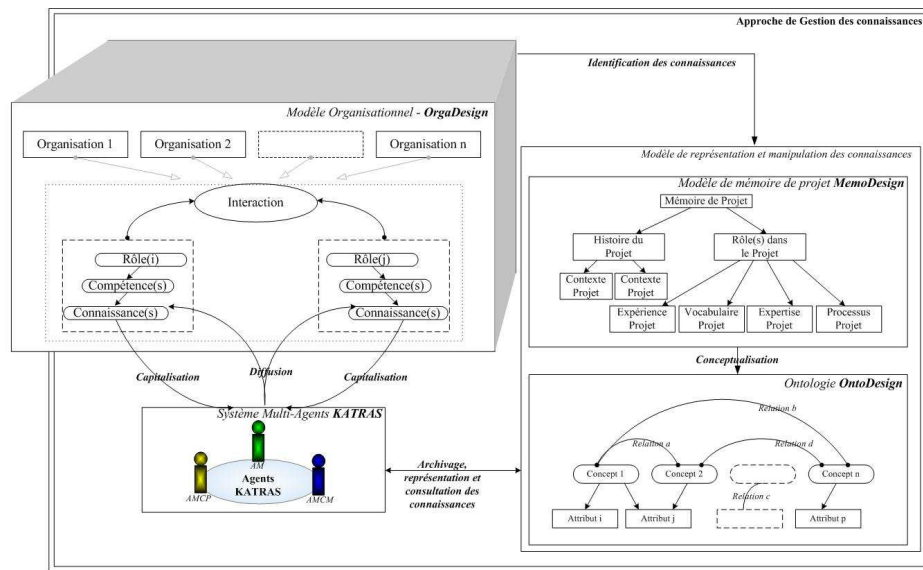 Approche de Gestion des connaissances
Identification des connaissances
Modèle Organisationnel - OrgaDesign
Organisation 1
Organisation 2
Organisation n
Interaction
Rôle(i)
Compétence(s)
Connaissance(s)
Rôle(j)
Compétence(s)
Connaissance(s)
Capitalisation
Diffusion
Capitalisation
Système Multi-Agents KATRAS
AM
Agents
KATRAS
AMCP
AMCM
Archivage,
représentation et
consultation des
connaissances
Modèle de représentation et manipulation des connaissances
Modèle de mémoire de projet MemoDesign
Mémoire de Projet
Histoire du
Projet
Rôle(s) dans
le Projet
Contexte
Projet
Contexte
Projet
Expérience
Projet
Vocabulaire
Projet
Expertise
Projet
Processus
Projet
Conceptualisation
Ontologie OntoDesign
Relation b
Relation a
Relation d
Concept 1
Concept 2
Concept n
Relation c
Attribut i
Attribut j
Attribut p